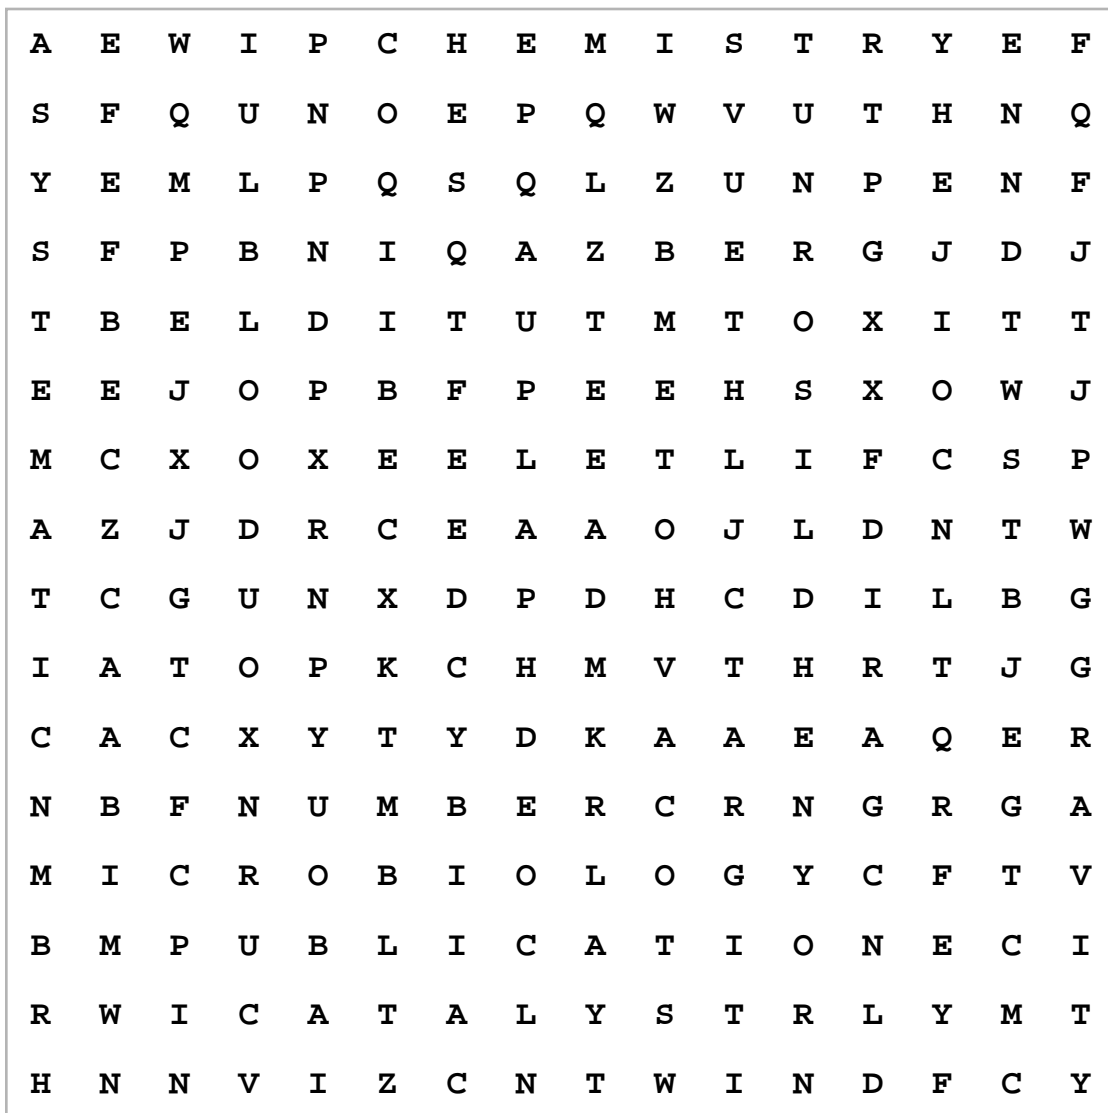 A E W I P C H E M I S T R Y E F
S F Q U N O E P Q W V U T H N Q
Y E M L P Q S Q L Z U N P E N F
S F P B N I Q A Z B E R G J D J
T B E L D I T U T M T O X I T T
E E J O P B F P E E H S X O W J
M C X O X E E L E T L I F C S P
A Z J D R C E A A O J L D N T W
T C G U N X D P D H C D I L B G
I A T O P K C H M V T H R T J G
C A C X Y T Y D K A A E A Q E R
N B F N U M B E R C R N G R G A
M I C R O B I O L O G Y C F T V
B M P U B L I C A T I O N E C I
R W I C A T A L Y S T R L Y M T
H N N V I Z C N T W I N D F C Y